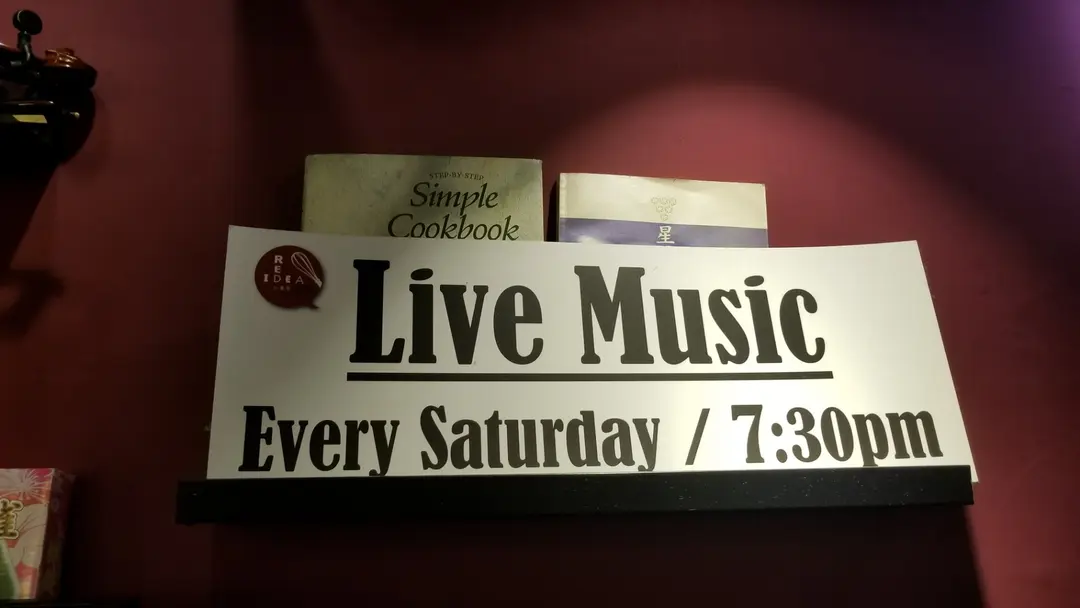 STEP-BY-STEP
Simple
Cookbook
星
RE
IDEA
Live Music
Every Saturday / 7:30pm